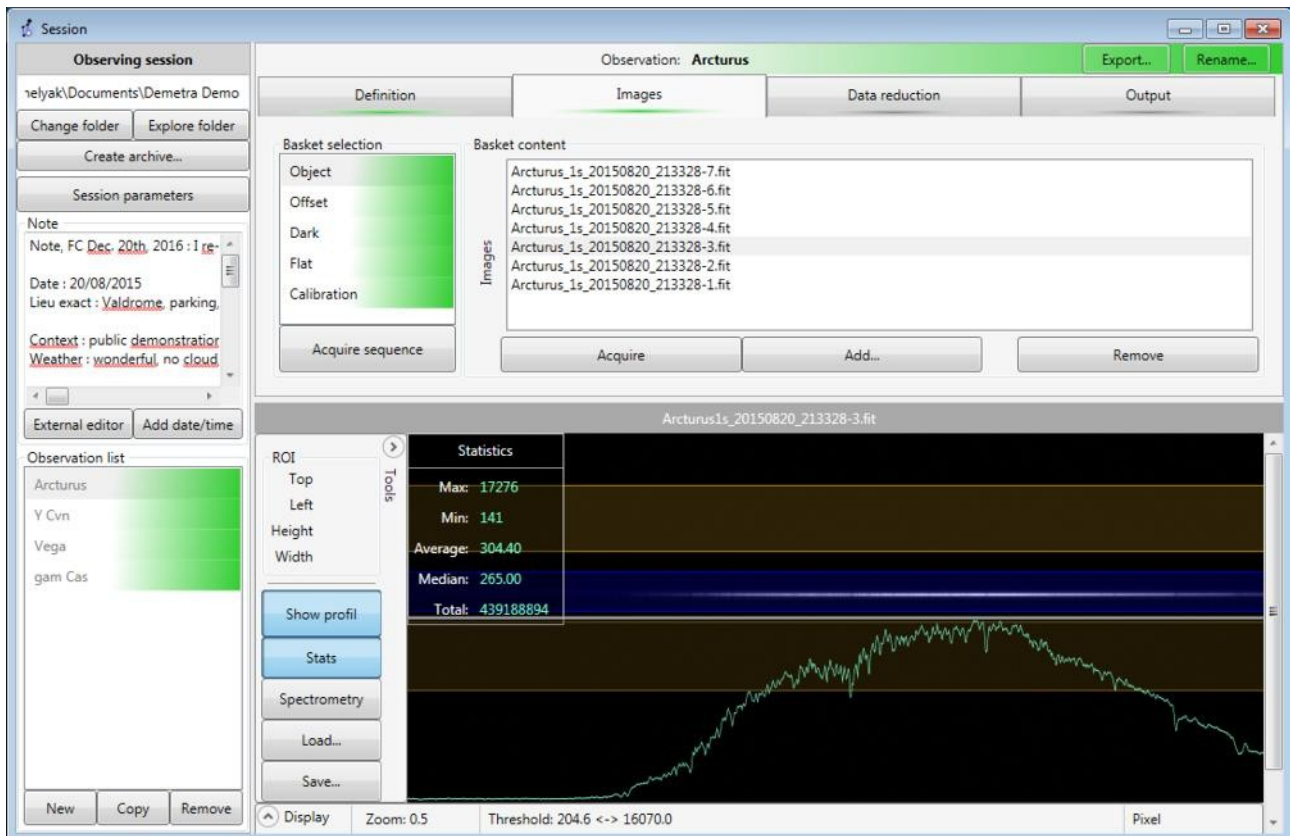 Session
Observing session
nelyak\Documents\Demetra Demo
Change folder
Explore folder
Create archive...
Session parameters
Note
Note, FC Dec. 20th, 2016 : I re-
Date : 20/08/2015
Lieu exact : Valdrome, parking,
Context : public demonstration
Weather : wonderful, no cloud
External editor
Add date/time
Observation list
Arcturus
Y Cvn
Vega
gam Cas
New
Copy
Remove
Observation: Arcturus
Export...
Rename...
Definition
Images
Data reduction
Output
Basket selection
Object
Offset
Dark
Flat
Calibration
Acquire sequence
Basket content
Images
Arcturus_1s_20150820_213328-7.fit
Arcturus_1s_20150820_213328-6.fit
Arcturus_1s_20150820_213328-5.fit
Arcturus_1s_20150820_213328-4.fit
Arcturus_1s_20150820_213328-3.fit
Arcturus_1s_20150820_213328-2.fit
Arcturus_1s_20150820_213328-1.fit
Acquire
Add...
Remove
Arcturus1s_20150820_213328-3.fit
ROI
Top
Left
Height
Width
Tools
Show profil
Stats
Spectrometry
Load...
Save...
Statistics
Max: 17276
Min: 141
Average: 304.40
Median: 265.00
Total: 439188894
Display
Zoom: 0.5
Threshold: 204.6 <-> 16070.0
Pixel